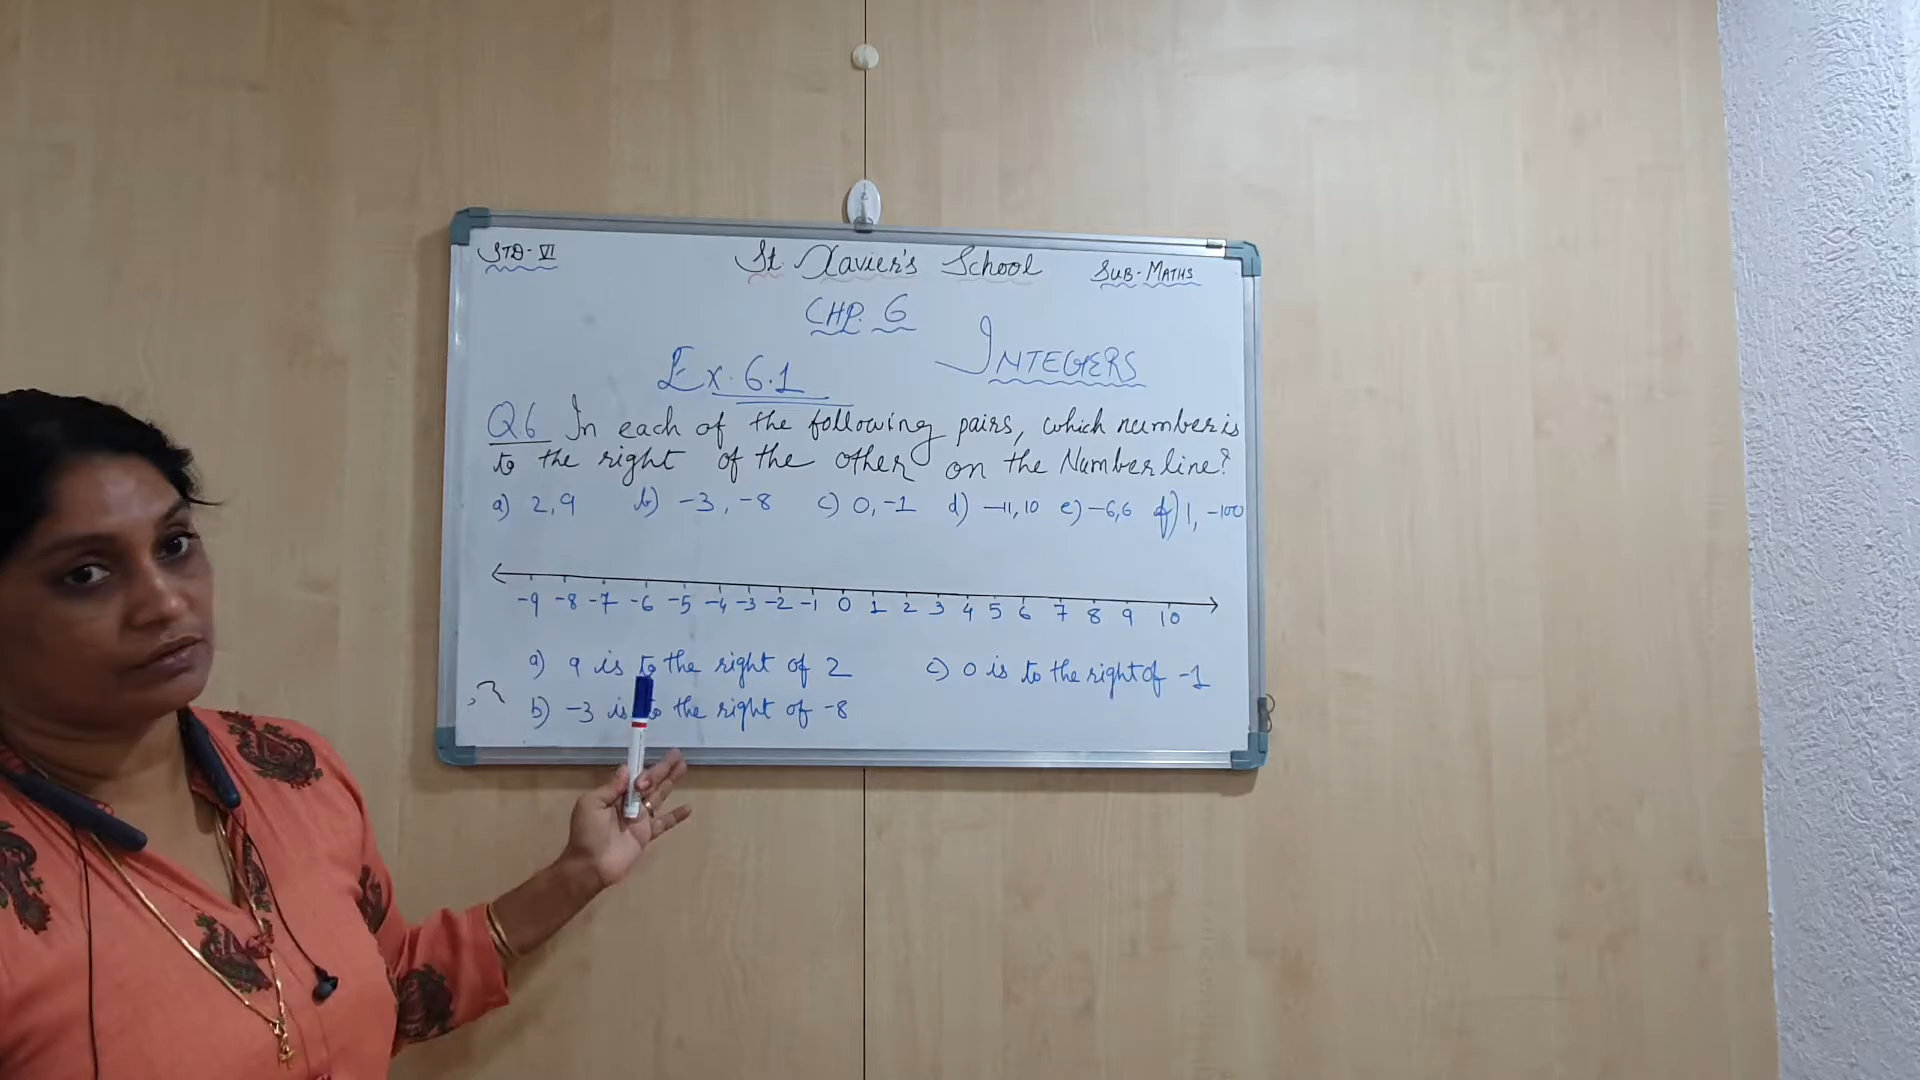 STD-VI St. Xavier's School SUB-MATHS
CHP. 6
Ex. 6.1 INTEGERS
Q.6 In each of the following pairs, which number is
to the right of the other on the Number line?
a) 2,9 b) -3, -8 c) 0,-1 d) -11,10 e) -6,6 f) 1, -100
-9 -8 -7 -6 -5 -4 -3 -2 -1 0 1 2 3 4 5 6 7 8 9 10
a) 9 is to the right of 2 c) 0 is to the right of -1
b) -3 is to the right of -8